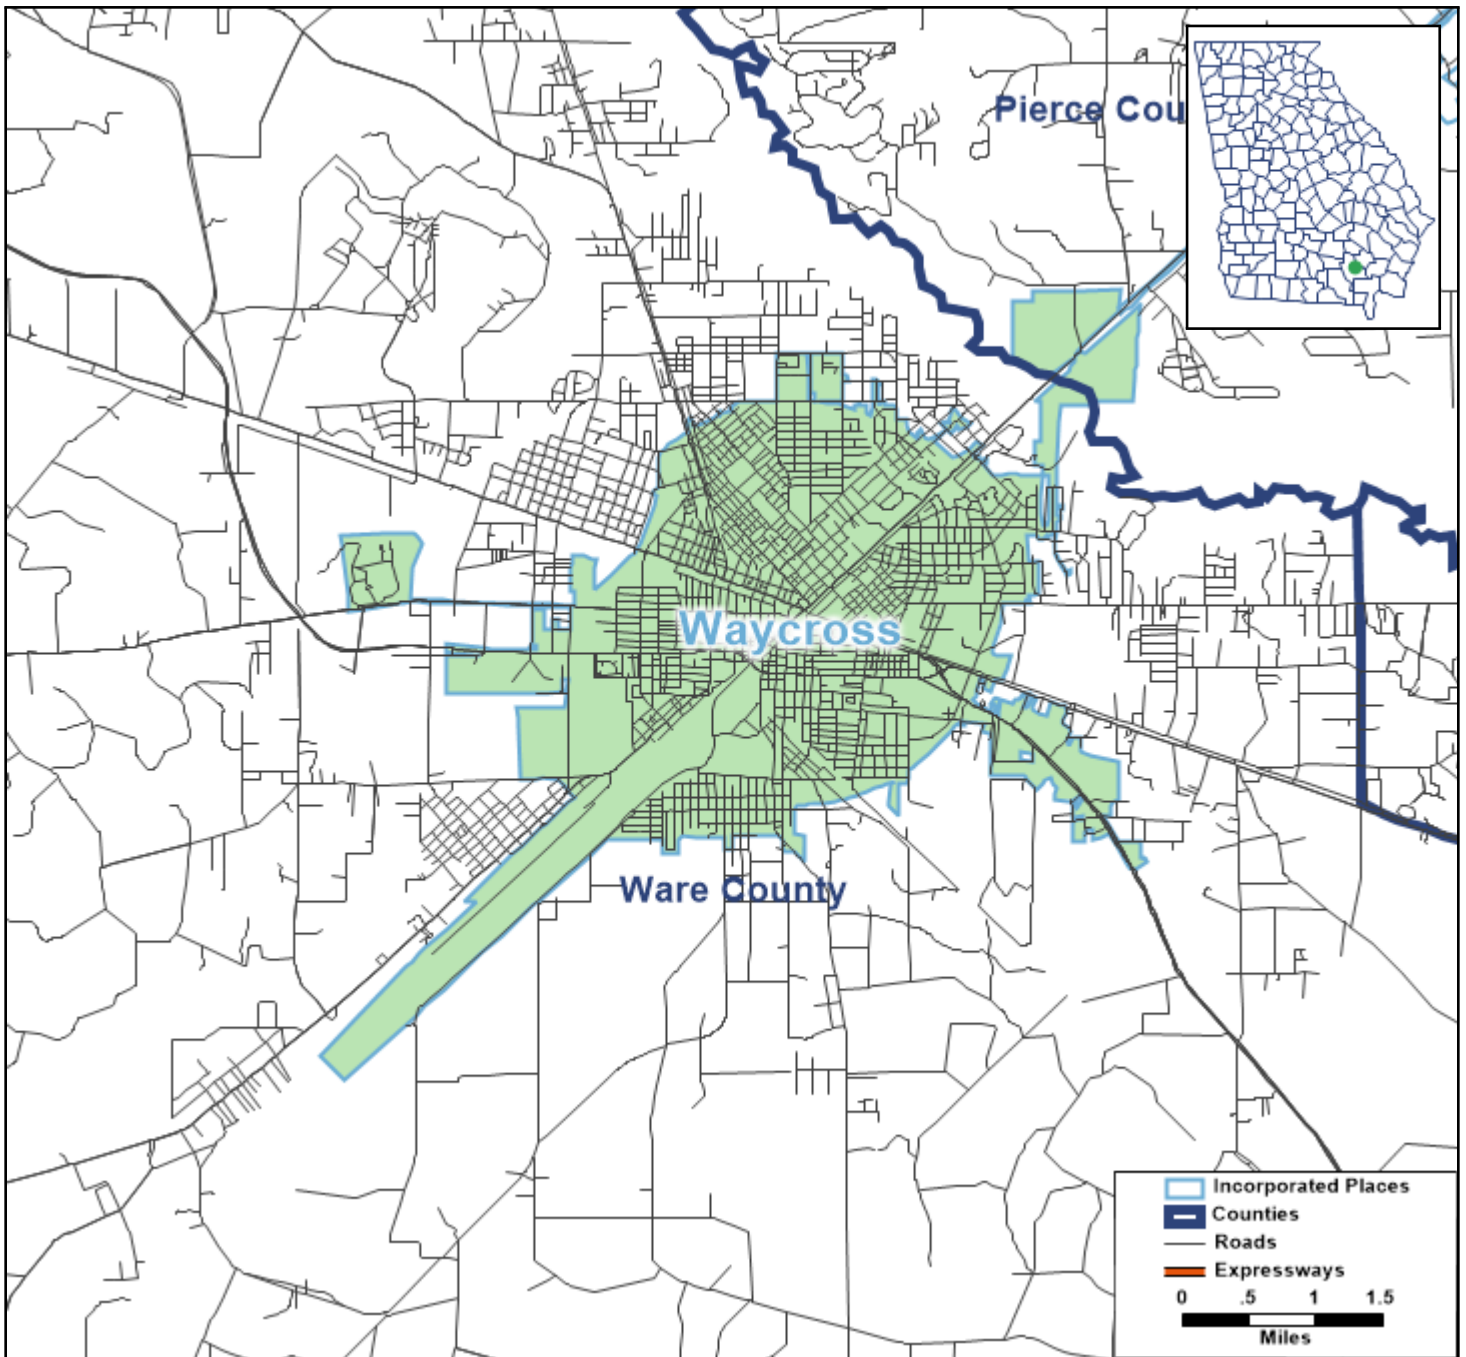 Pierce Cou
Waycross
Ware County
Incorporated Places
Counties
Roads
Expressways
0 .5 1 1.5
Miles